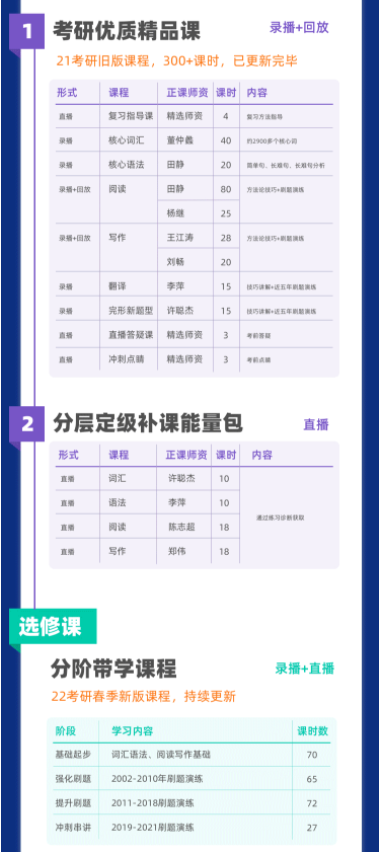 1 考研优质精品课 录播+回放
21考研旧版课程，300+课时，已更新完毕
形式 课程 正课师资 课时 内容
直播 复习指导课 精选师资 4 复习方法指导
录播 核心词汇 董仲蠡 40 约2900多个核心词
录播 核心语法 田静 20 简单句、长难句、长难句分析
录播+回放 阅读 田静 80 方法论技巧+刷题演练
杨继 25
录播+回放 写作 王江涛 28 方法论技巧+刷题演练
刘畅 20
录播 翻译 李萍 15 技巧讲解+近五年刷题演练
录播 完形新题型 许聪杰 15 技巧讲解+近五年刷题演练
直播 直播答疑课 精选师资 3 考前答疑
直播 冲刺点睛 精选师资 3 考前点睛
2 分层定级补课能量包 直播
形式 课程 正课师资 课时 内容
直播 词汇 许聪杰 10
直播 语法 李萍 10
通过练习诊断获取
直播 阅读 陈志超 18
直播 写作 郑伟 18
选修课
分阶带学课程 录播+直播
22考研春季新版课程，持续更新
阶段 学习内容 课时数
基础起步 词汇语法、阅读写作基础 70
强化刷题 2002-2010年刷题演练 65
提升刷题 2011-2018刷题演练 72
冲刺串讲 2019-2021刷题演练 27